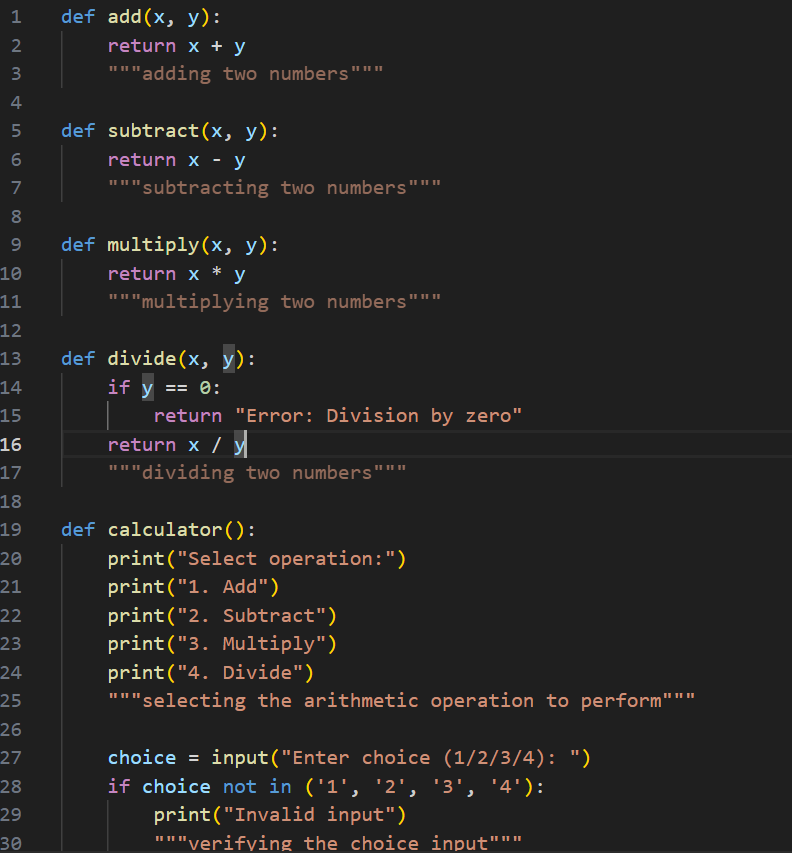 1 def add(x, y):
2     return x + y
3     """adding two numbers"""
4
5 def subtract(x, y):
6     return x - y
7     """subtracting two numbers"""
8
9 def multiply(x, y):
10     return x * y
11     """multiplying two numbers"""
12
13 def divide(x, y):
14     if y == 0:
15         return "Error: Division by zero"
16     return x / y
17     """dividing two numbers"""
18
19 def calculator():
20     print("Select operation:")
21     print("1. Add")
22     print("2. Subtract")
23     print("3. Multiply")
24     print("4. Divide")
25     """selecting the arithmetic operation to perform"""
26
27     choice = input("Enter choice (1/2/3/4): ")
28     if choice not in ('1', '2', '3', '4'):
29         print("Invalid input")
30         """verifying the choice input"""